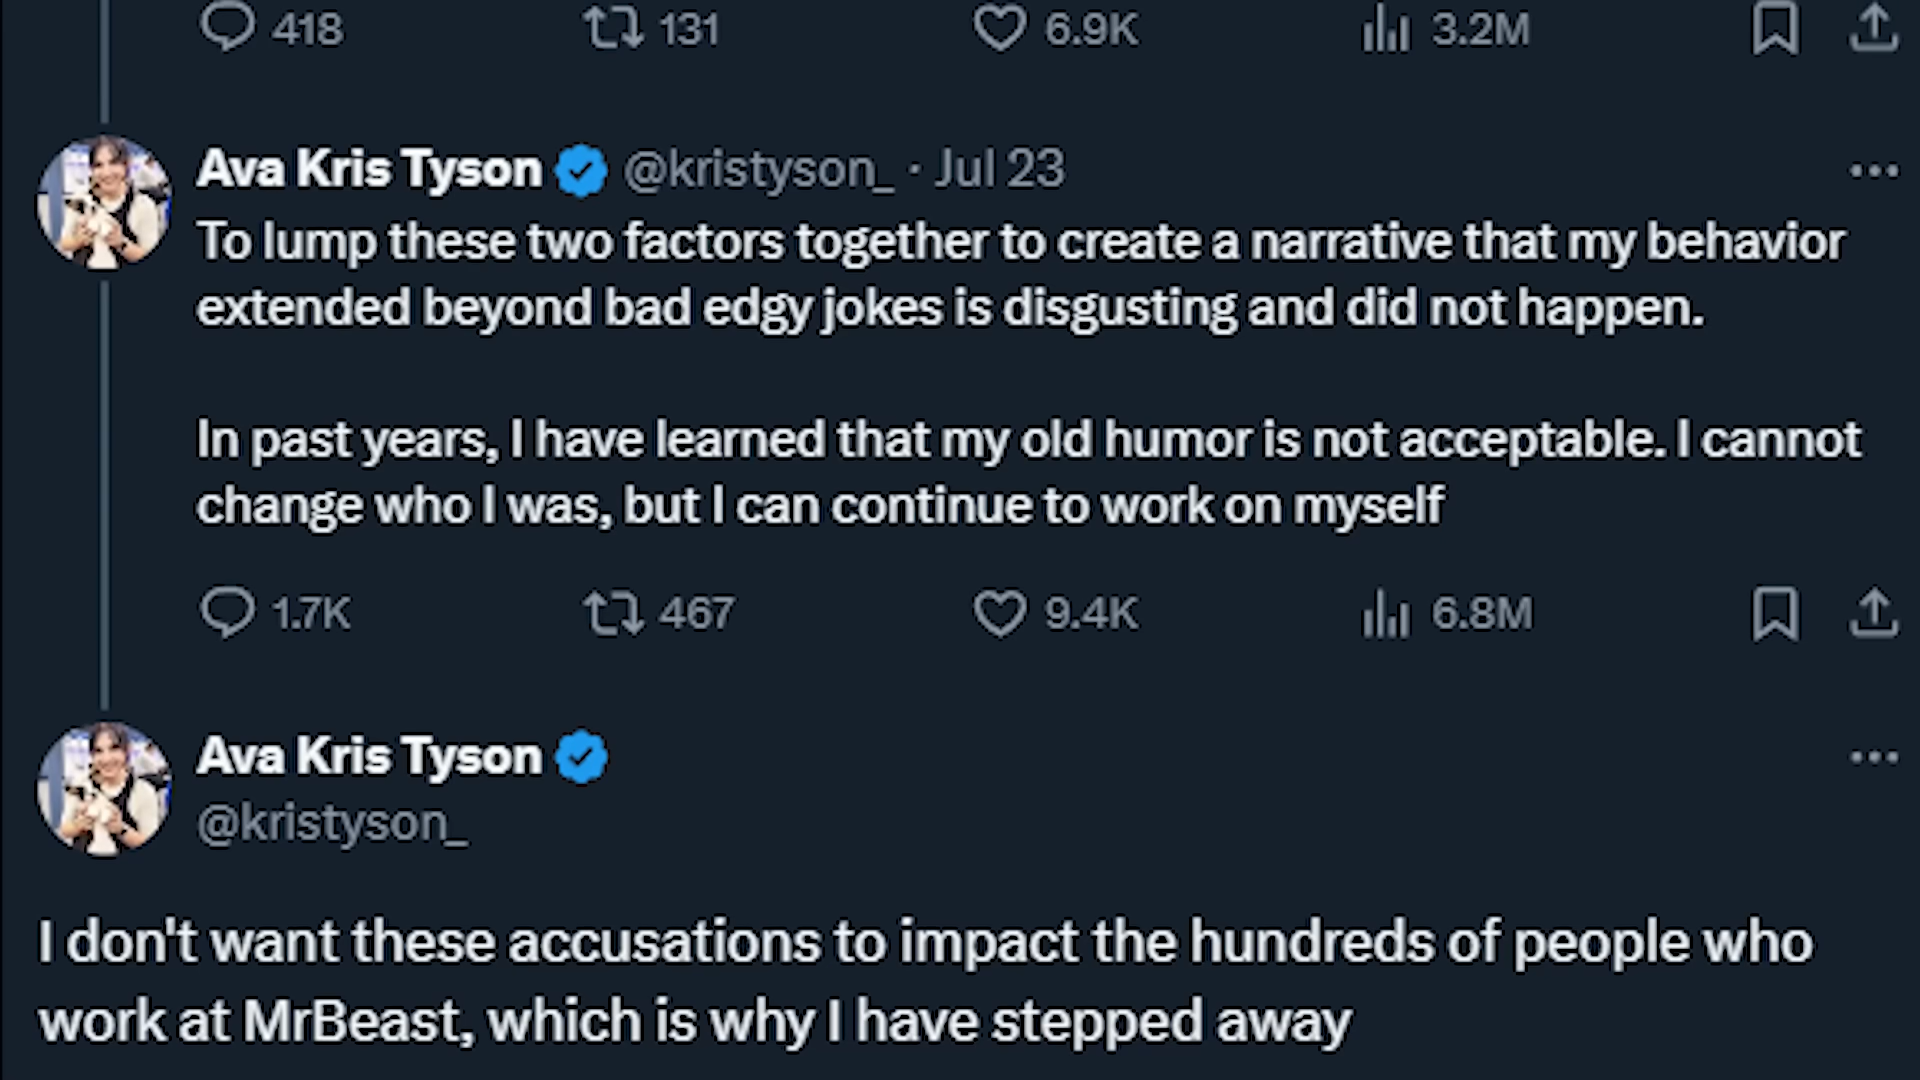 418 131 6.9K 3.2M
Ava Kris Tyson @kristyson_ · Jul 23
To lump these two factors together to create a narrative that my behavior
extended beyond bad edgy jokes is disgusting and did not happen.
In past years, I have learned that my old humor is not acceptable. I cannot
change who I was, but I can continue to work on myself
1.7K 467 9.4K 6.8M
Ava Kris Tyson
@kristyson_
I don't want these accusations to impact the hundreds of people who
work at MrBeast, which is why I have stepped away